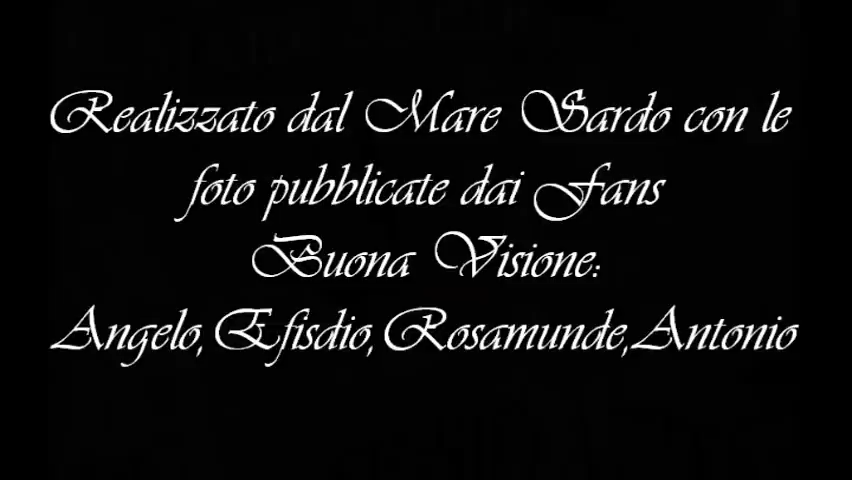 Realizzato dal Mare Sardo con le
foto pubblicate dai Fans
Buona Visione:
Angelo,Efisdio,Rosamunde,Antonio